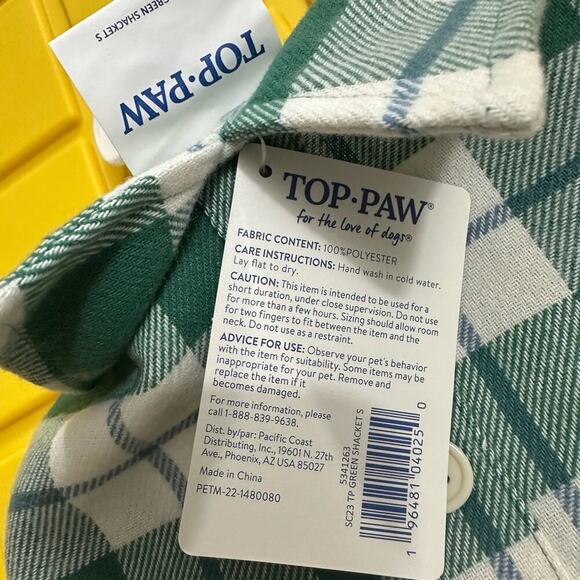 GREEN SHACKET S
TOP•PAW
TOP•PAW®
for the love of dogs®
FABRIC CONTENT: 100%POLYESTER
CARE INSTRUCTIONS: Hand wash in cold water.
Lay flat to dry.
CAUTION: This item is intended to be used for a
short duration, under close supervision. Do not use
for more than a few hours. Sizing should allow room
for two fingers to fit between the item and the
neck. Do not use as a restraint.
ADVICE FOR USE: Observe your pet's behavior
with the item for suitability. Some items may be
inappropriate for your pet. Remove and
replace the item if it
becomes damaged.
For more information, please
call 1-888-839-9638.
Dist. by/par: Pacific Coast
Distributing, Inc., 19601 N. 27th
Ave., Phoenix, AZ USA 85027
Made in China
PETM-22-1480080
5341263
SC23 TP GREEN SHACKET S
1 96481 04025 0